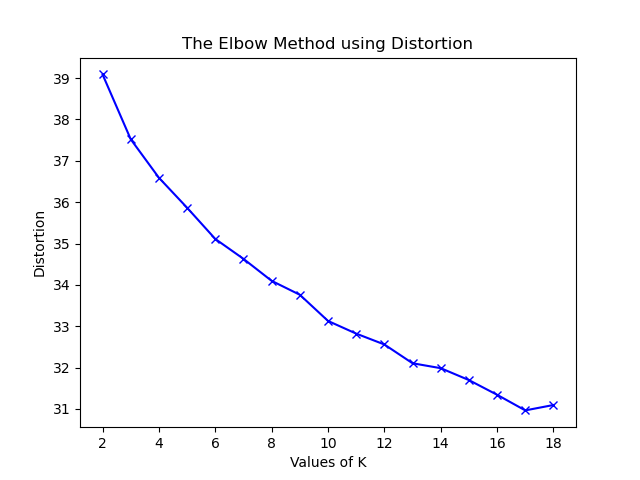 The Elbow Method using Distortion
39
38
37
36
35
34
33
32
31
Distortion
2 4 6 8 10 12 14 16 18
Values of K